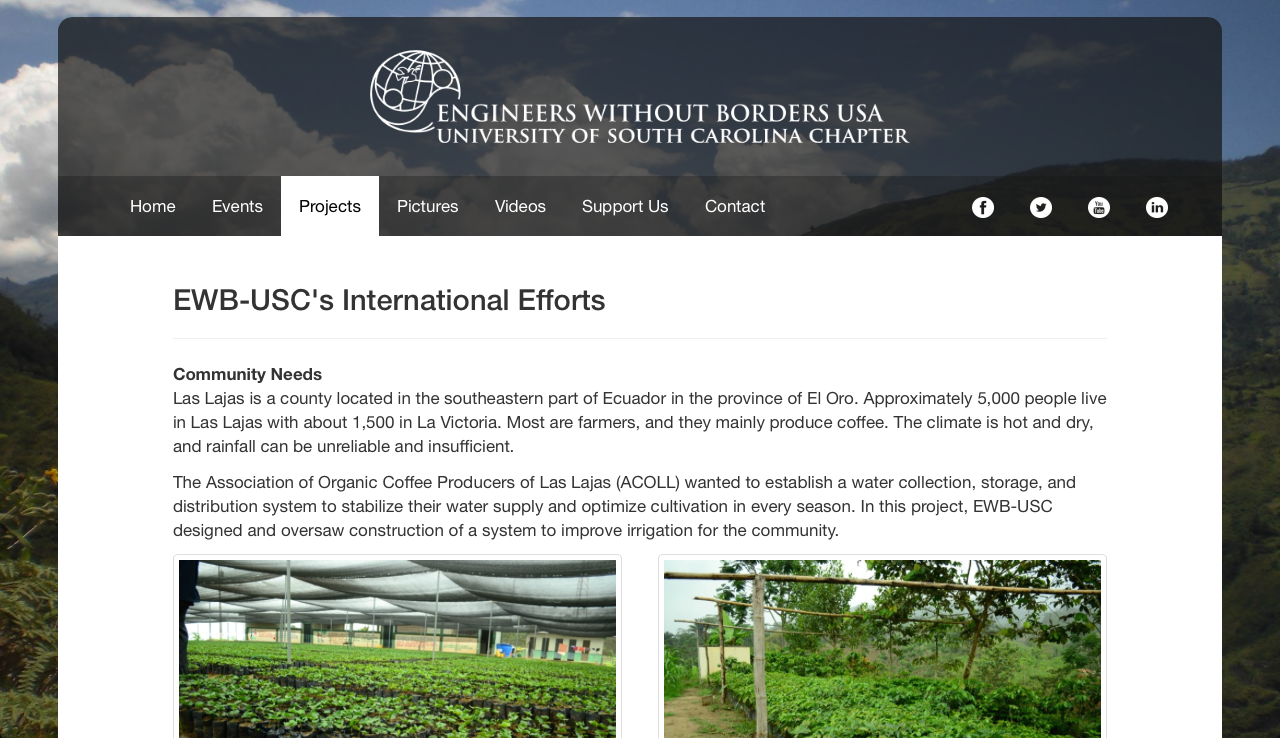 ENGINEERS WITHOUT BORDERS USA
UNIVERSITY OF SOUTH CAROLINA CHAPTER
Home Events Projects Pictures Videos Support Us Contact
EWB-USC's International Efforts
Community Needs
Las Lajas is a county located in the southeastern part of Ecuador in the province of El Oro. Approximately 5,000 people live
in Las Lajas with about 1,500 in La Victoria. Most are farmers, and they mainly produce coffee. The climate is hot and dry,
and rainfall can be unreliable and insufficient.
The Association of Organic Coffee Producers of Las Lajas (ACOLL) wanted to establish a water collection, storage, and
distribution system to stabilize their water supply and optimize cultivation in every season. In this project, EWB-USC
designed and oversaw construction of a system to improve irrigation for the community.